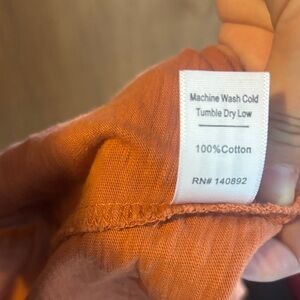 Machine Wash Cold
Tumble Dry Low
100%Cotton
RN# 140892